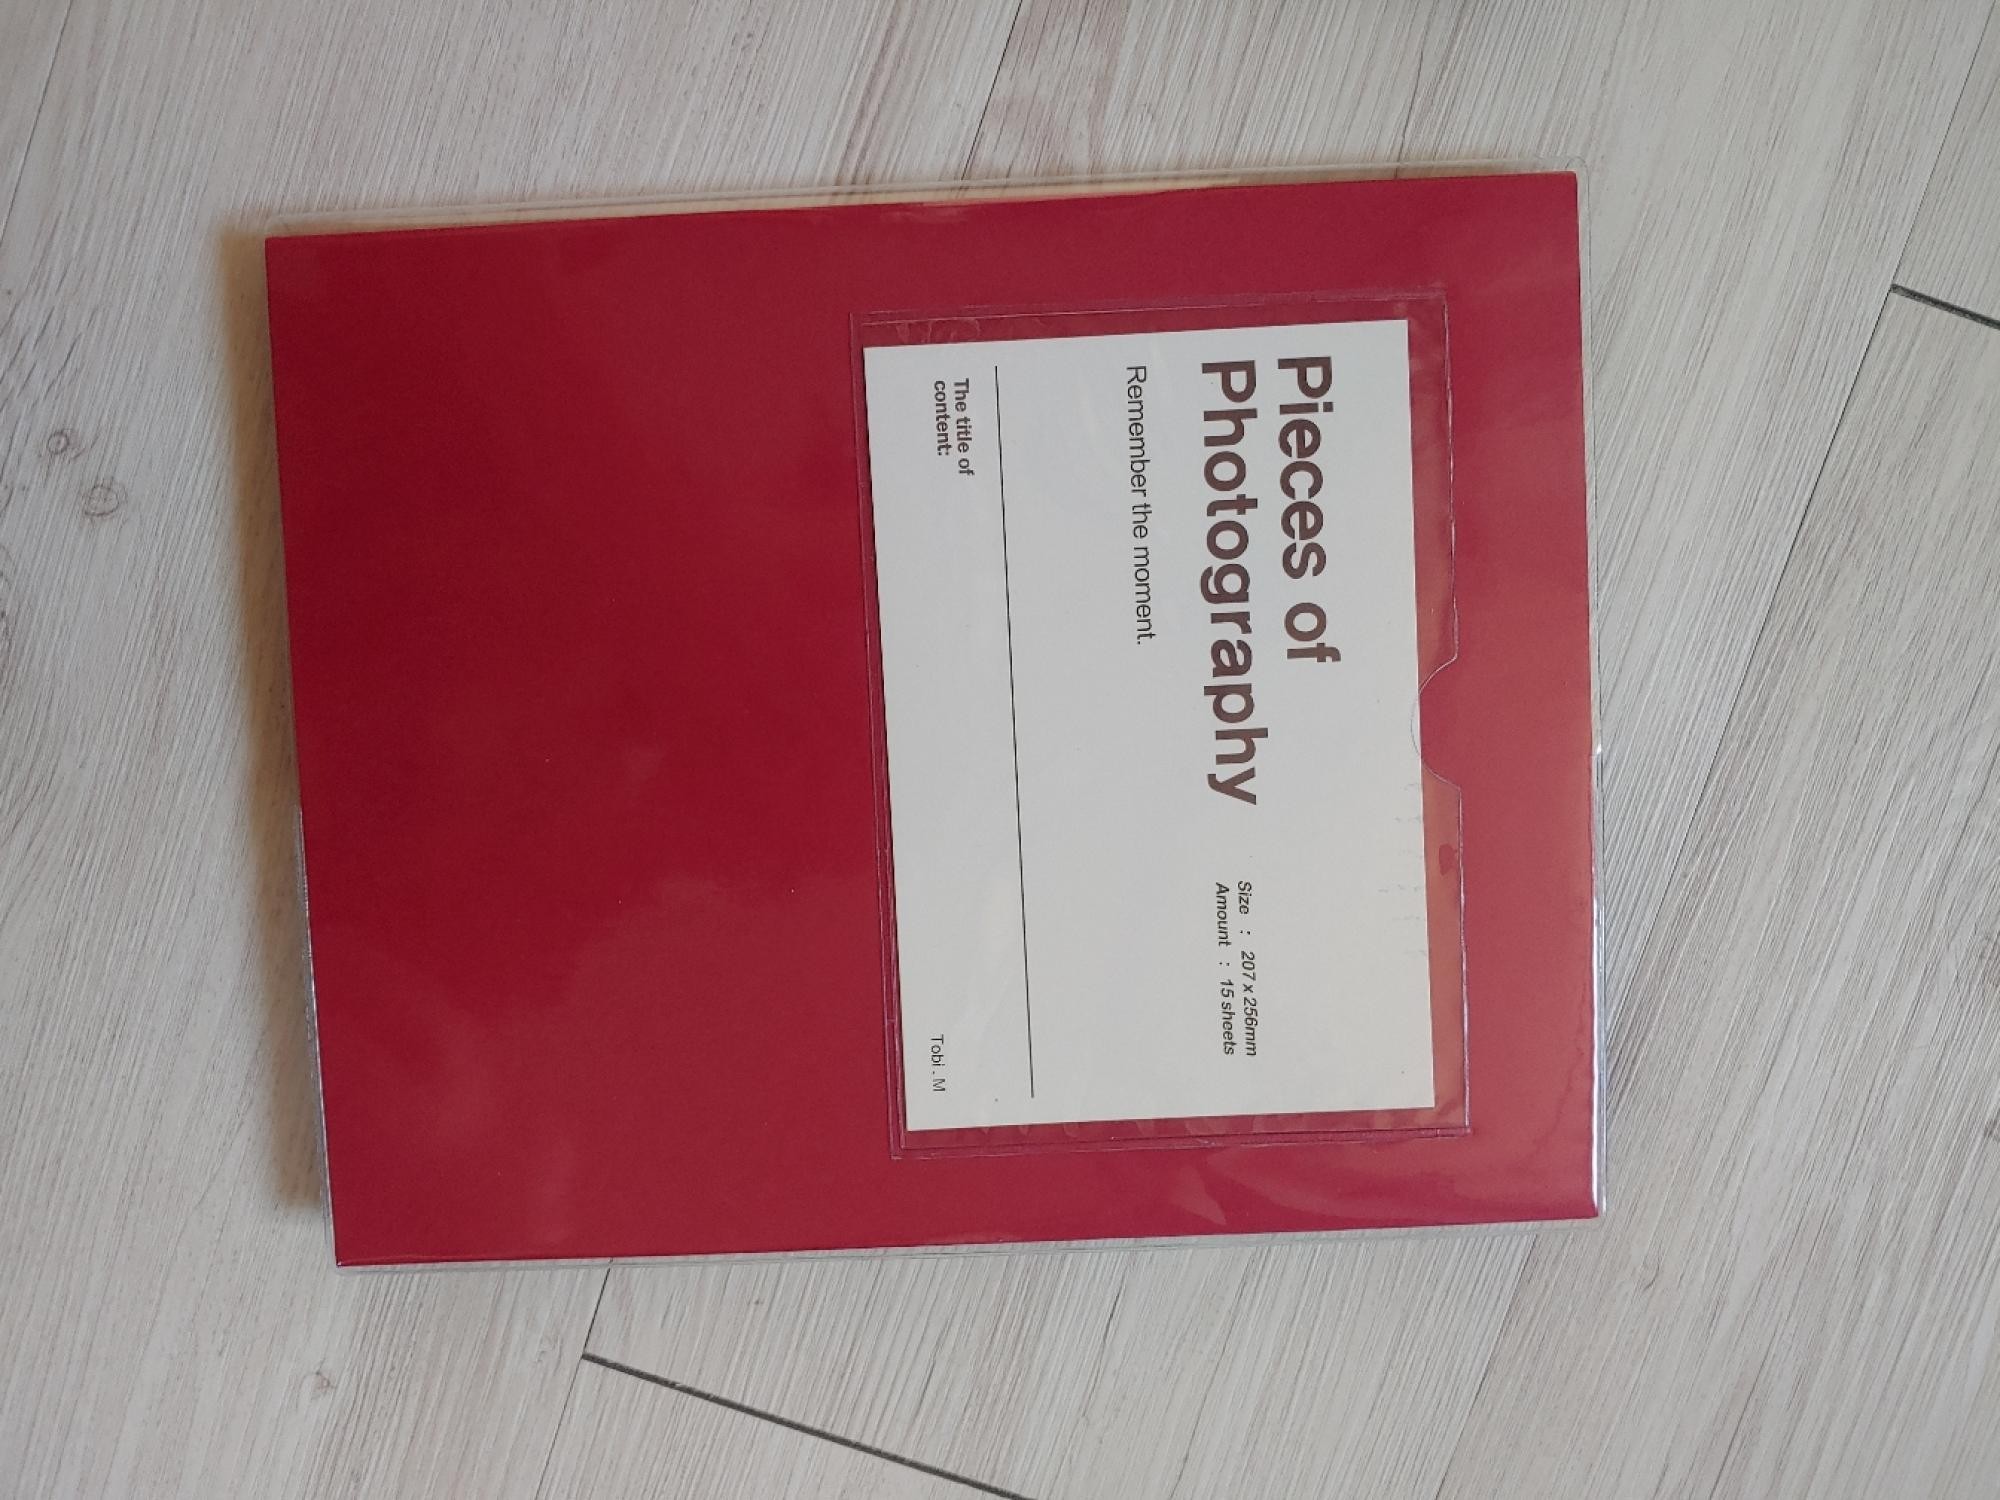 Pieces of
Photography
Size : 207 x 256mm
Amount : 15 sheets
Remember the moment.
The title of
content:
Tobi . M